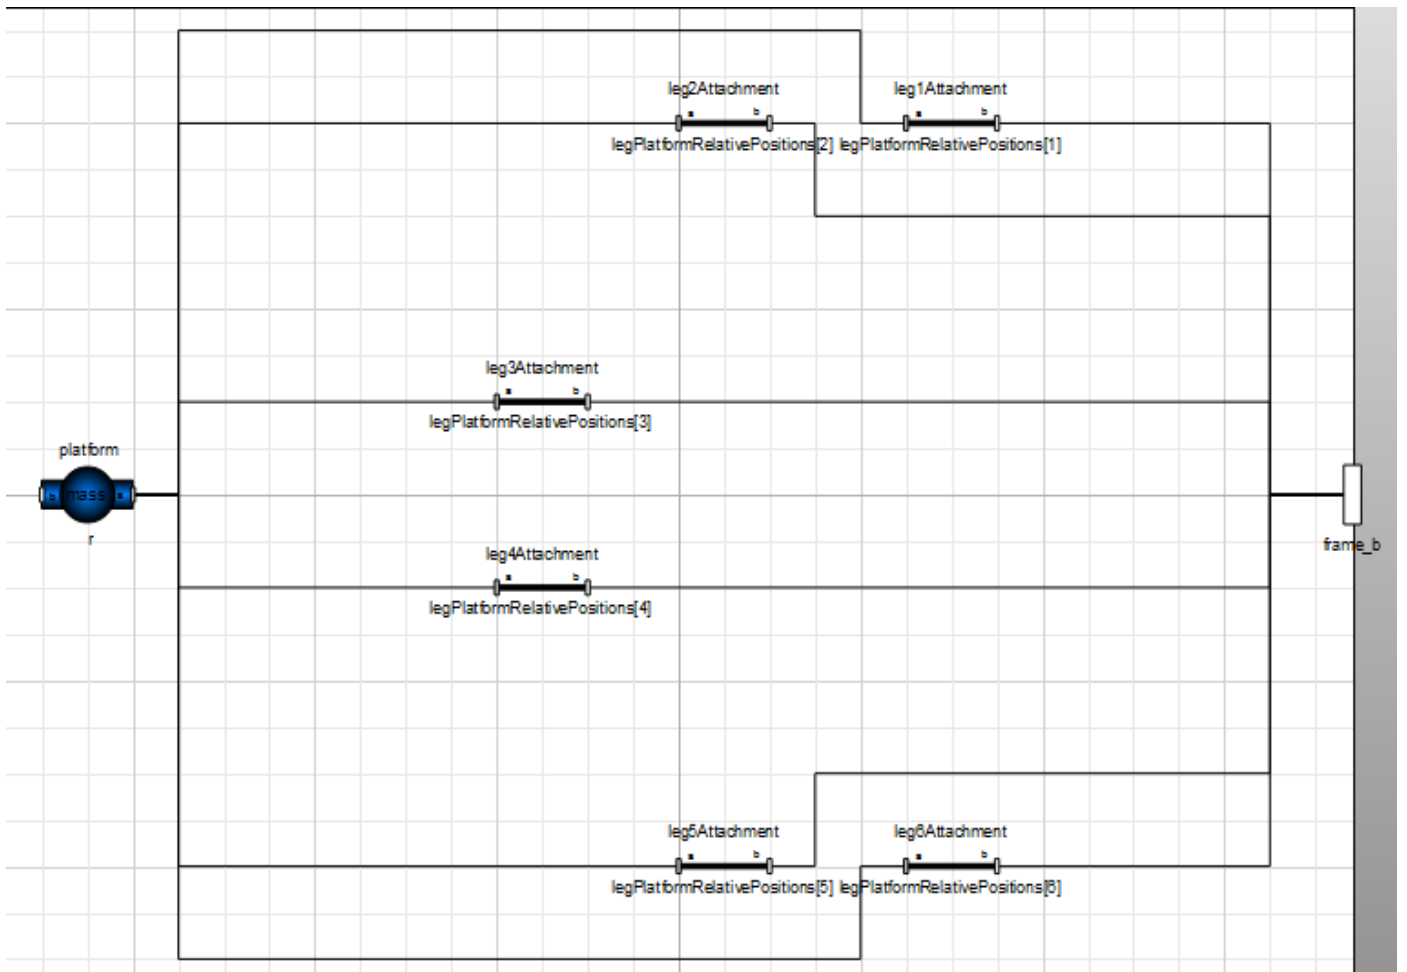 leg2Attachment leg1Attachment
a b a b
legPlatformRelativePositions[2] legPlatformRelativePositions[1]
leg3Attachment
a b
legPlatformRelativePositions[3]
platform
b mass a
r
frame_b
leg4Attachment
a b
legPlatformRelativePositions[4]
leg5Attachment leg6Attachment
a b a b
legPlatformRelativePositions[5] legPlatformRelativePositions[6]